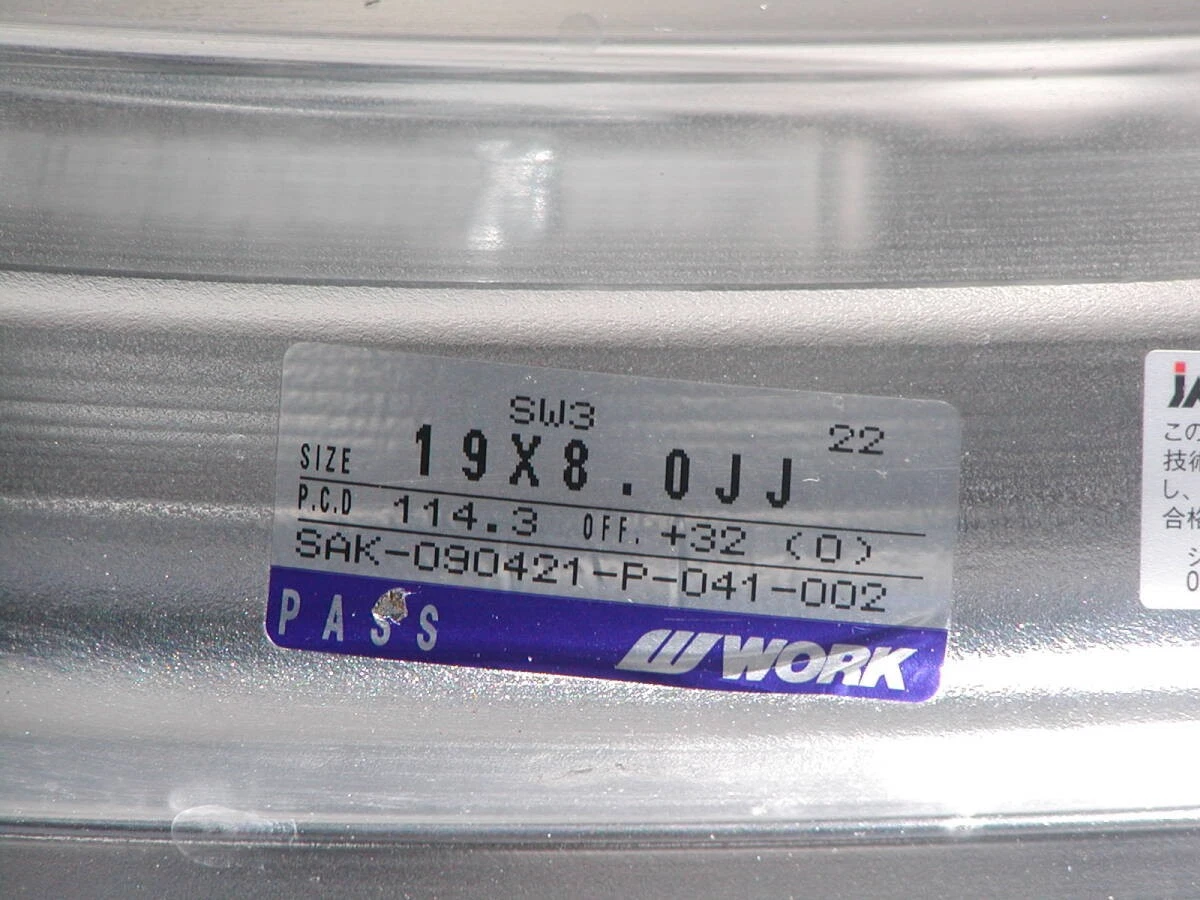 SW3
22
SIZE 19X8.0JJ
P.C.D 114.3 OFF. +32 (0)
SAK-090421-P-041-002
PASS
WORK
この
技術
し、
合格